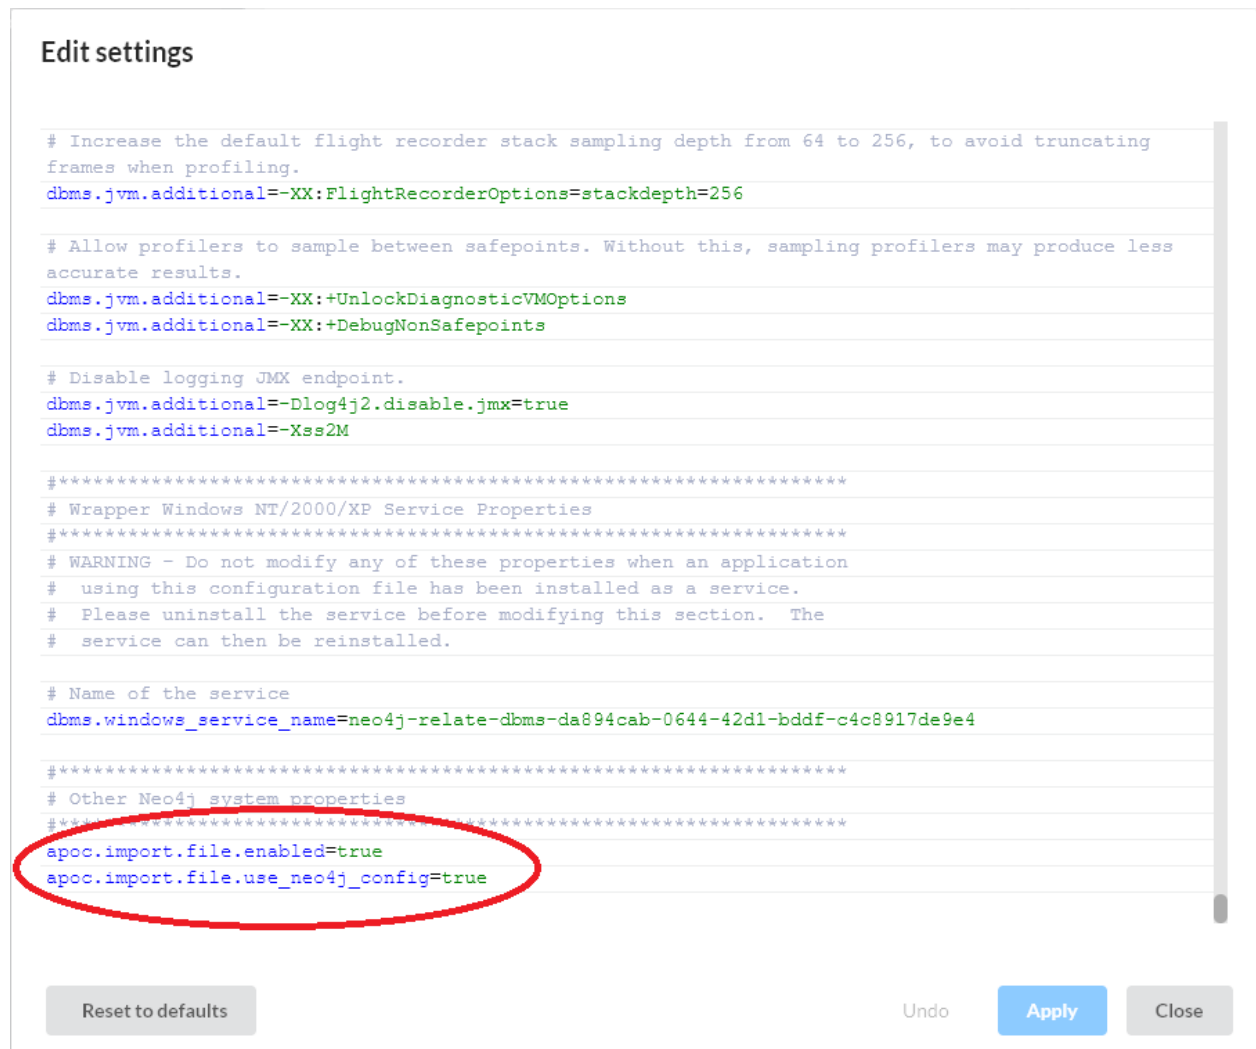 Edit settings
# Increase the default flight recorder stack sampling depth from 64 to 256, to avoid truncating
frames when profiling.
dbms.jvm.additional=-XX:FlightRecorderOptions=stackdepth=256
# Allow profilers to sample between safepoints. Without this, sampling profilers may produce less
accurate results.
dbms.jvm.additional=-XX:+UnlockDiagnosticVMOptions
dbms.jvm.additional=-XX:+DebugNonSafepoints
# Disable logging JMX endpoint.
dbms.jvm.additional=-Dlog4j2.disable.jmx=true
dbms.jvm.additional=-Xss2M
#********************************************************************
# Wrapper Windows NT/2000/XP Service Properties
#********************************************************************
# WARNING - Do not modify any of these properties when an application
#  using this configuration file has been installed as a service.
#  Please uninstall the service before modifying this section.  The
#  service can then be reinstalled.
# Name of the service
dbms.windows_service_name=neo4j-relate-dbms-da894cab-0644-42d1-bddf-c4c8917de9e4
#********************************************************************
# Other Neo4j system properties
#********************************************************************
apoc.import.file.enabled=true
apoc.import.file.use_neo4j_config=true
Reset to defaults
Undo
Apply
Close